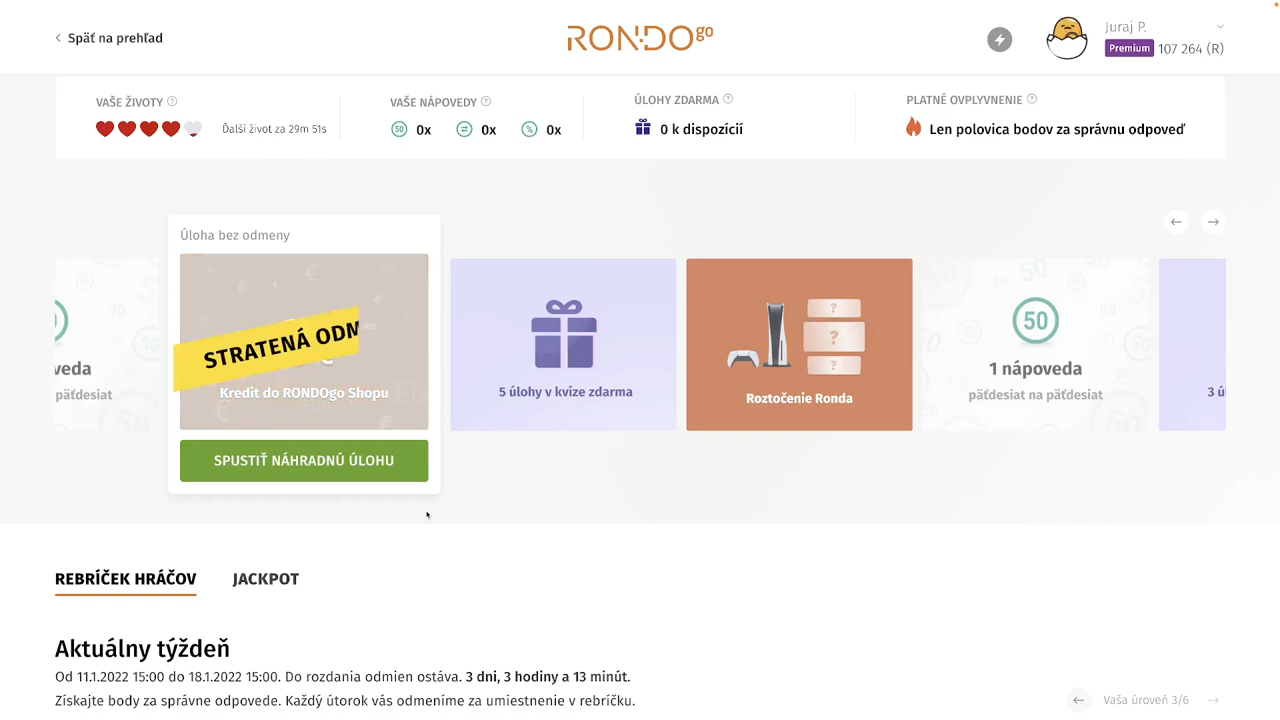 Späť na prehľad
RONDOgo
Juraj P.
Premium 107 264 (R)
VAŠE ŽIVOTY
Ďalší život za 29m 51s
VAŠE NÁPOVEDY
50 0x 0x % 0x
ÚLOHY ZDARMA
0 k dispozícií
PLATNÉ OVPLYVNENIE
Len polovica bodov za správnu odpoveď
Úloha bez odmeny
STRATENÁ ODM
Kredit do RONDOgo Shopu
SPUSTIŤ NÁHRADNÚ ÚLOHU
veda
päťdesiat
5 úlohy v kvíze zdarma
? ? ?
Roztočenie Ronda
50
1 nápoveda
päťdesiat na päťdesiat
3 ú
REBRÍČEK HRÁČOV
JACKPOT
Aktuálny týždeň
Od 11.1.2022 15:00 do 18.1.2022 15:00. Do rozdania odmien ostáva. 3 dni, 3 hodiny a 13 minút.
Získajte body za správne odpovede. Každý útorok vás odmeníme za umiestnenie v rebríčku.
Vaša úroveň 3/6